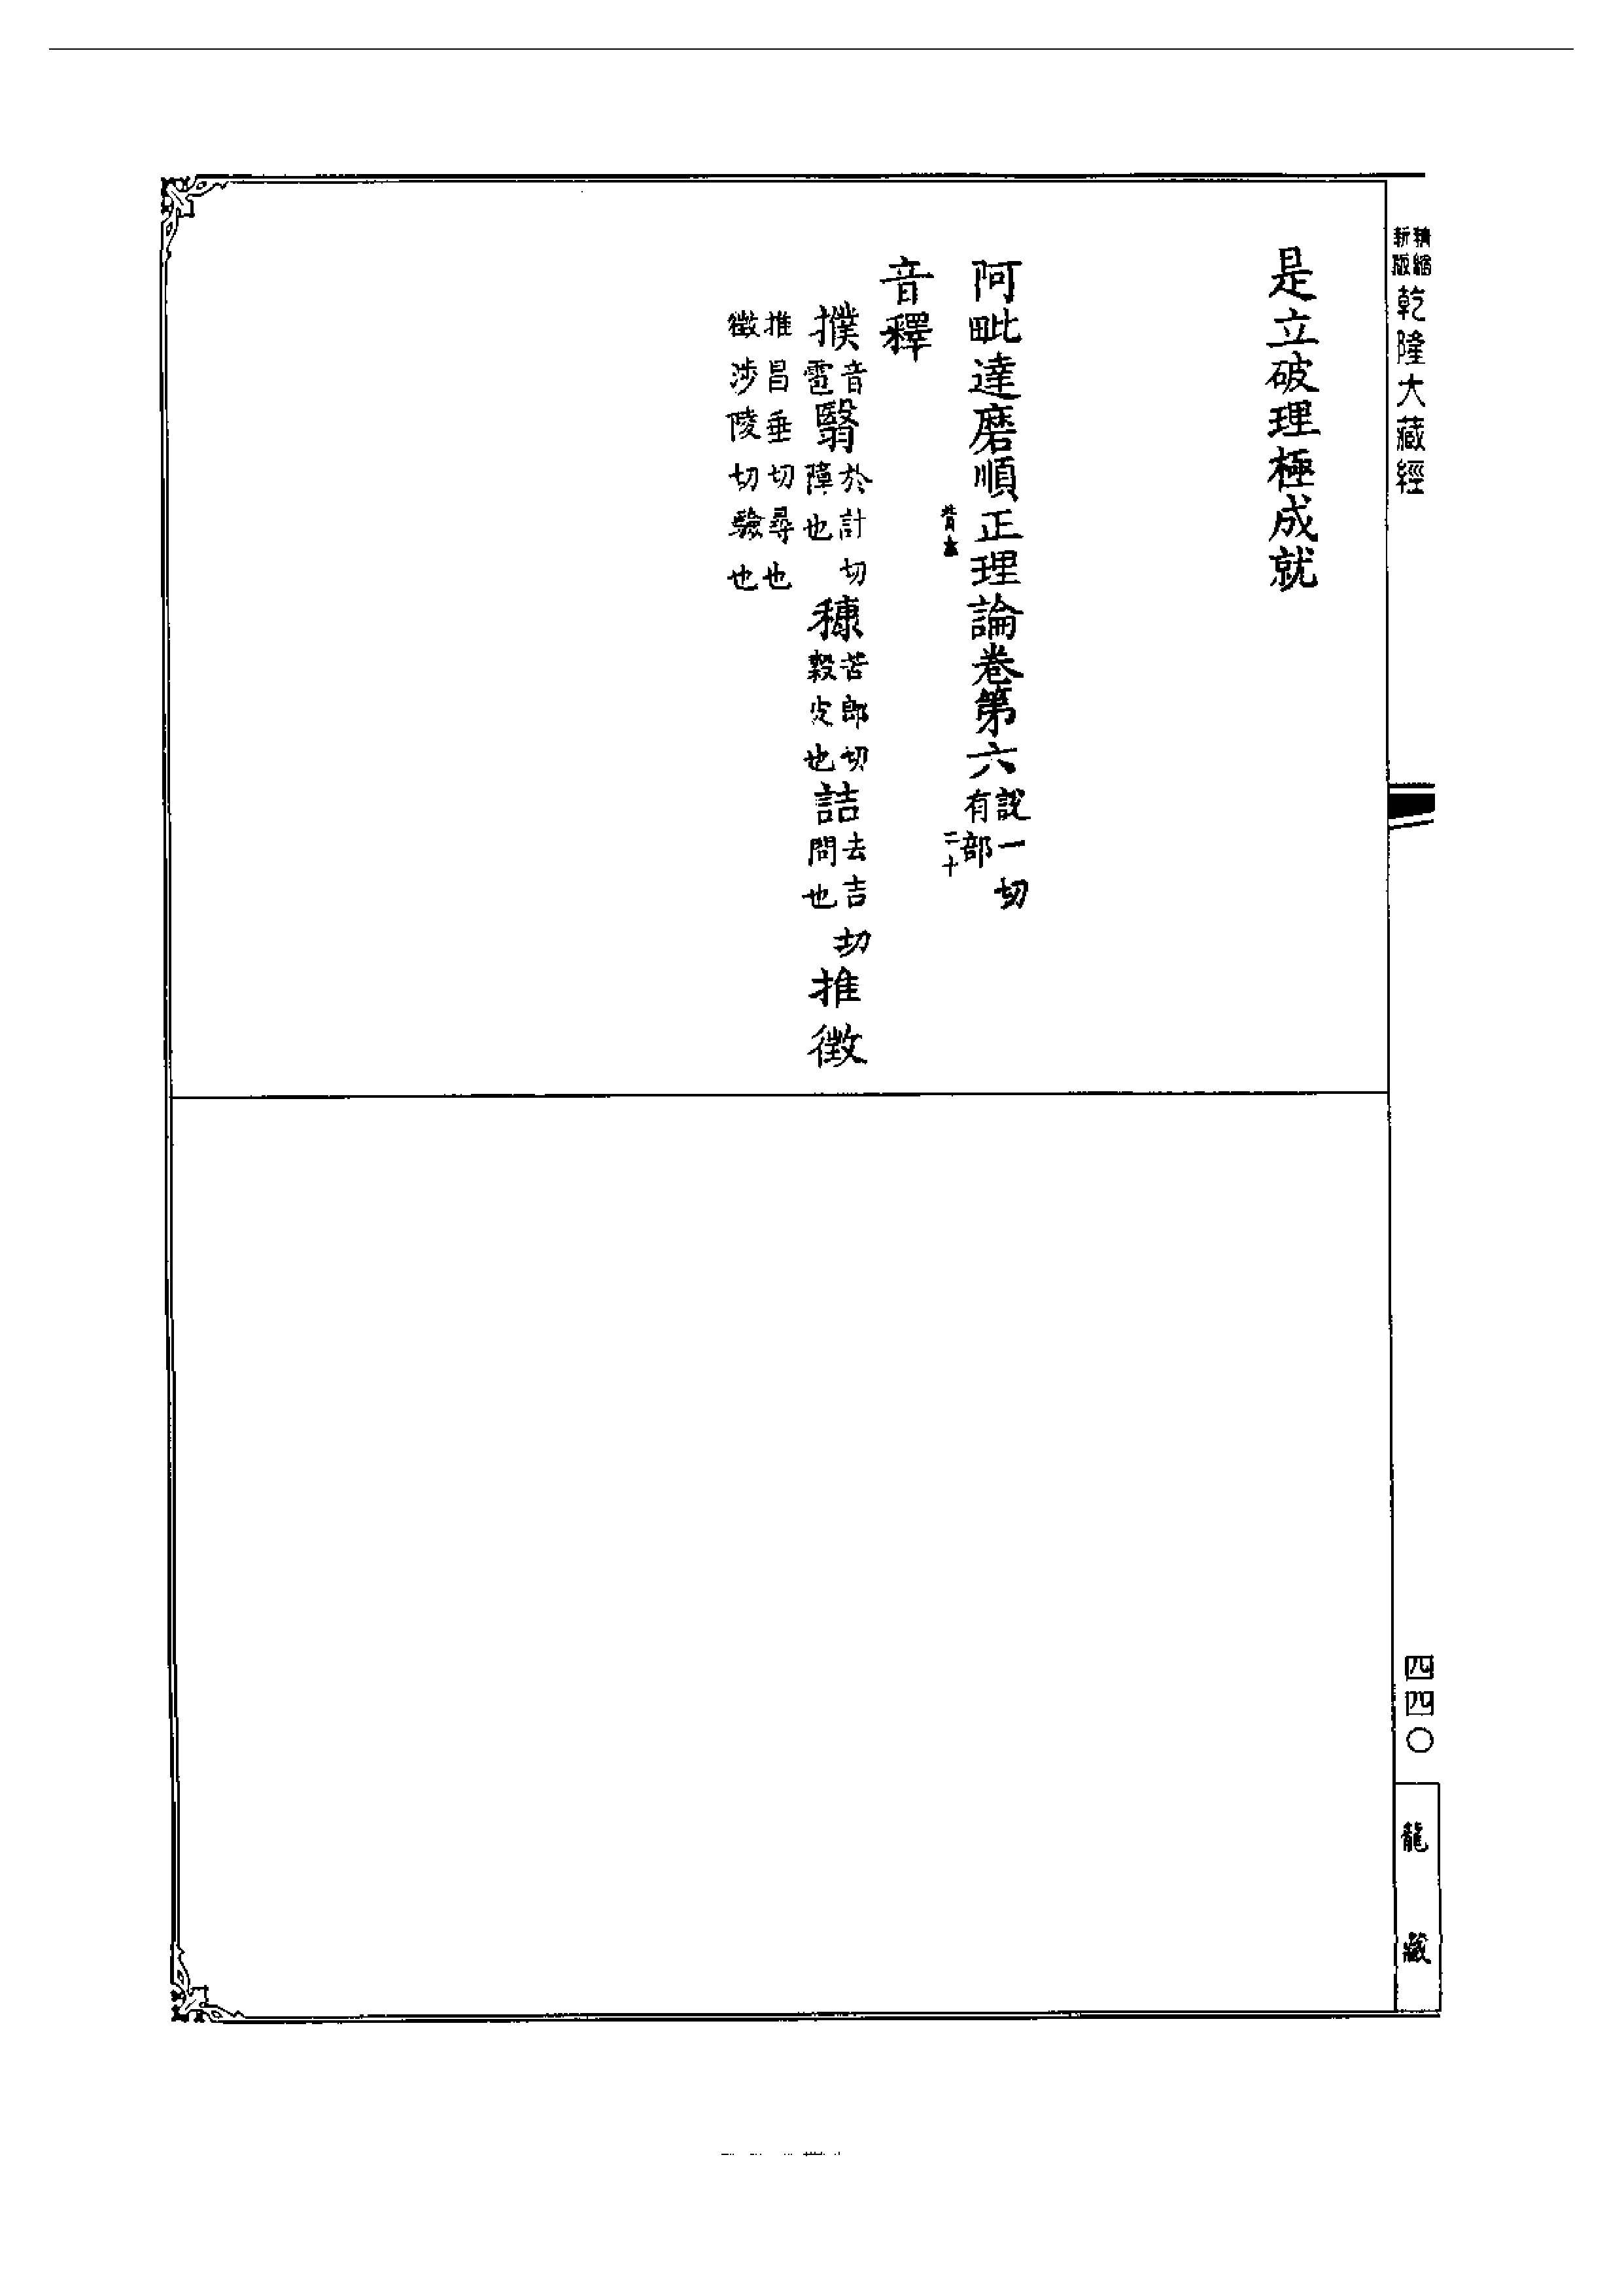 精縮新版 乾隆大藏經
是立破理極成就
阿毗達磨順正理論卷第六 說一切有部
二十
音釋
撲 音雹 翳 於計切障也 穅 苦郎切穀皮也 詰 去吉切問也 推徵
推昌垂切尋也
徵涉陵切驗也
四四〇
龍藏